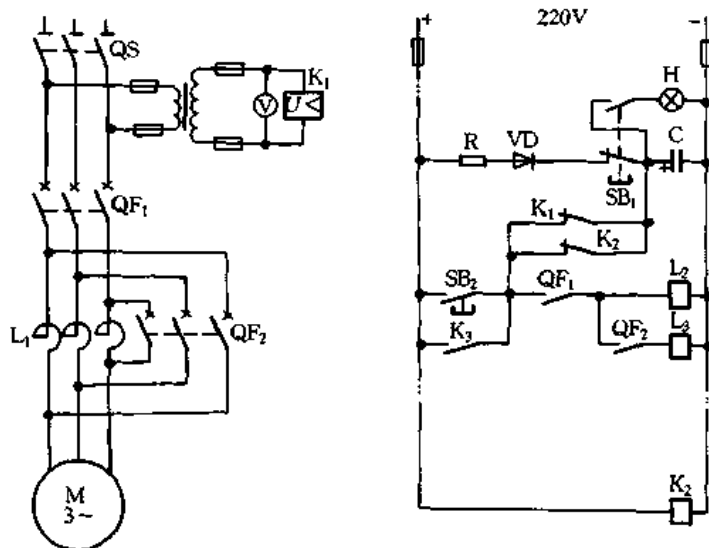 QS
K₁
V
U<
QF₁
L₁
QF₂
M
3~
+ 220V −
H
R VD C
+
SB₁
K₁
K₂
SB₂ QF₁ L₂
K₃ QF₂ L₃
K₂